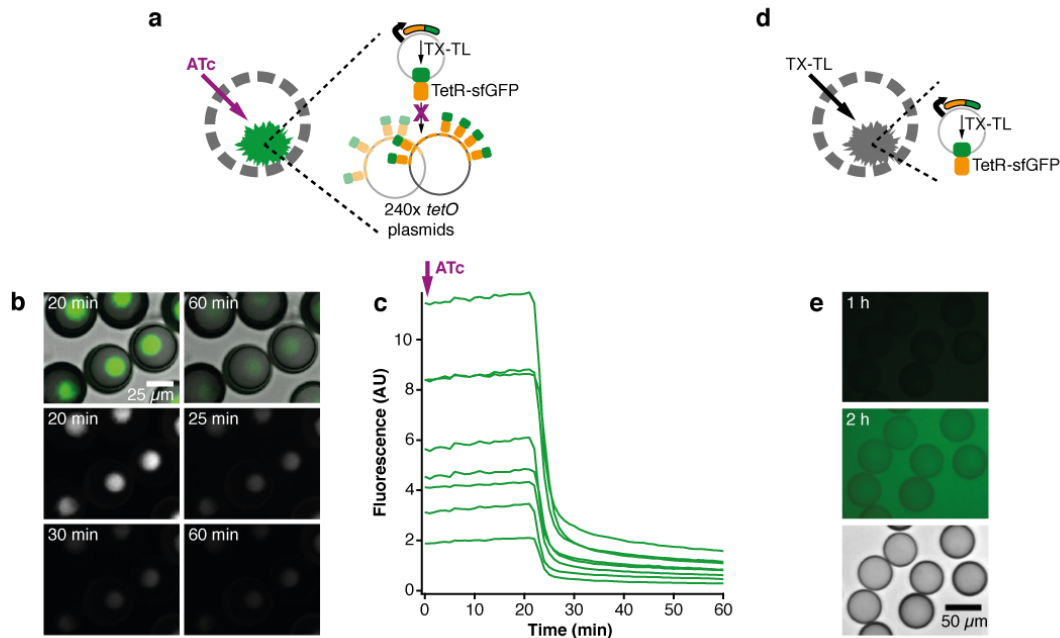 a
ATc
TX-TL
TetR-sfGFP
X
240x tetO
plasmids
d
TX-TL
TX-TL
TetR-sfGFP
b
20 min
60 min
25 µm
20 min
25 min
30 min
60 min
c
ATc
Fluorescence (AU)
10
8
6
4
2
0
0
10
20
30
40
50
60
Time (min)
e
1 h
2 h
50 µm